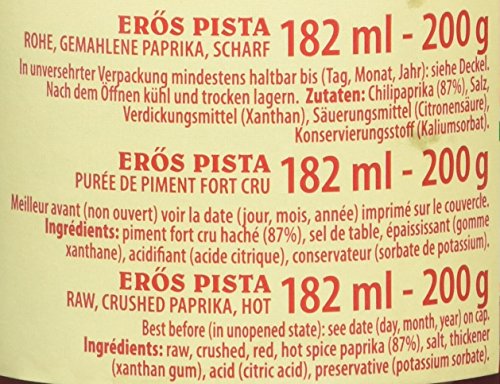 ERŐS PISTA 182 ml - 200 g
ROHE, GEMAHLENE PAPRIKA, SCHARF
In unversehrter Verpackung mindestens haltbar bis (Tag, Monat, Jahr): siehe Deckel.
Nach dem Öffnen kühl und trocken lagern. Zutaten: Chilipaprika (87%), Salz,
Verdickungsmittel (Xanthan), Säuerungsmittel (Citronensäure),
Konservierungsstoff (Kaliumsorbat).
ERŐS PISTA 182 ml - 200 g
PURÉE DE PIMENT FORT CRU
Meilleur avant (non ouvert) voir la date (jour, mois, année) imprimé sur le couvercle.
Ingrédients: piment fort cru haché (87%), sel de table, épaississant (gomme
xanthane), acidifiant (acide citrique), conservateur (sorbate de potassium).
ERŐS PISTA 182 ml - 200 g
RAW, CRUSHED PAPRIKA, HOT
Best before (in unopened state): see date (day, month, year) on cap.
Ingrédients: raw, crushed, red, hot spice paprika (87%), salt, thickener
(xanthan gum), acid (citric acid), preservative (potassium sorbate).